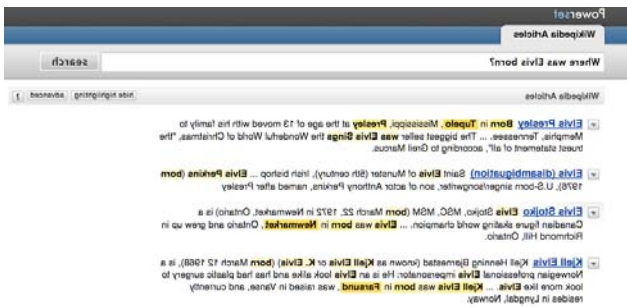 Powerset
Wikipedia Articles
Where was Elvis born?
search
Wikipedia Articles
hide highlighting
advanced
Elvis Presley Born in Tupelo, Mississippi, Presley at the age of 13 moved with his family to
Memphis, Tennessee. ... The biggest seller was Elvis Sings the Wonderful World of Christmas, "the
truest statement of all", according to Greil Marcus.
Elvis (disambiguation) Saint Elvis of Munster (5th century), Irish bishop ... Elvis Perkins (born
1976), U.S-born singer/songwriter, son of actor Anthony Perkins, named after Presley
Elvis Stojko Elvis Stojko, MSC, MSM (born March 22, 1972 in Newmarket, Ontario) is a
Canadian figure skating world champion. ... Elvis was born in Newmarket, Ontario and grew up in
Richmond Hill, Ontario.
Kjell Elvis Kjell Henning Bjørnestad (known as Kjell Elvis or K. Elvis) (born March 12 1968), is a
Norwegian professional Elvis impersonator. He is an Elvis look alike and has had plastic surgery to
look more like Elvis. ... Kjell Elvis was born in Farsund, was raised in Vanse, and currently
resides in Lyngdal, Norway.